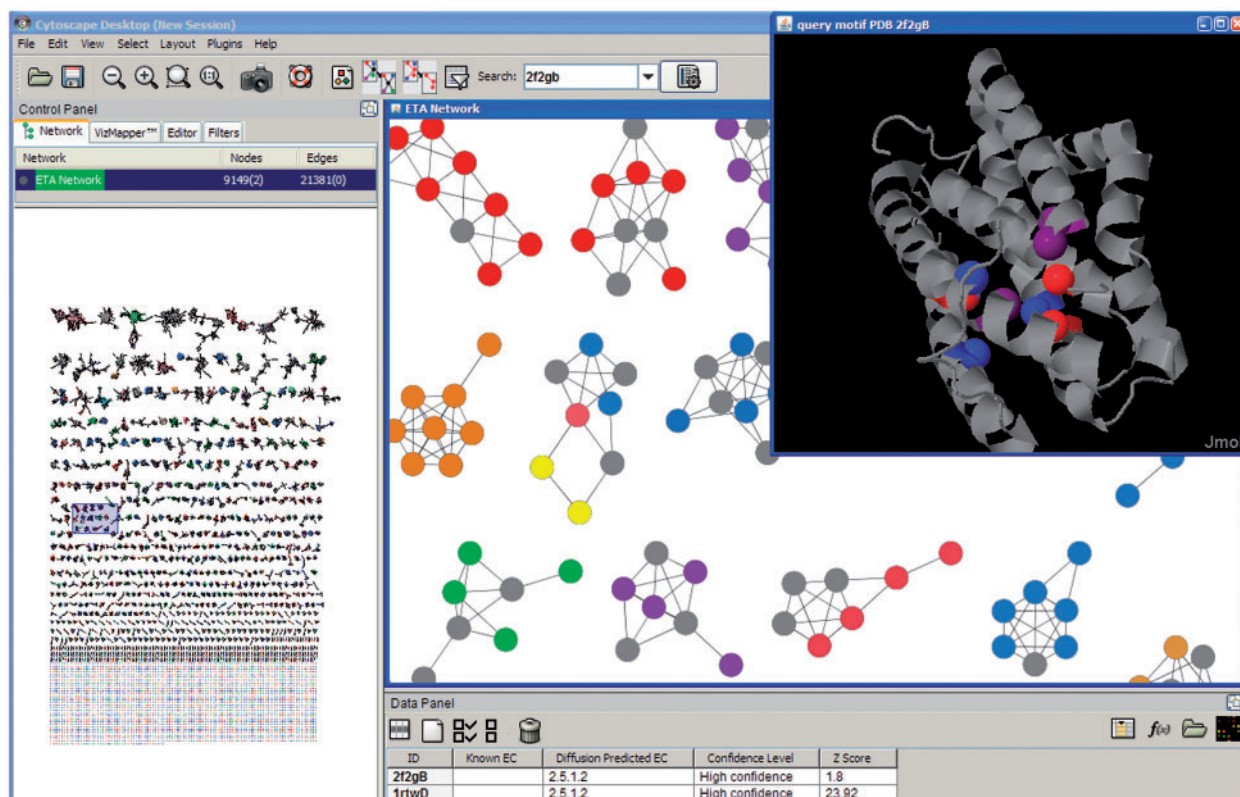 Cytoscape Desktop (New Session)
File Edit View Select Layout Plugins Help
Search: 2f2gb
Control Panel
Network VizMapper™ Editor Filters
Network Nodes Edges
ETA Network 9149(2) 21381(0)
ETA Network
query motif PDB 2f2gB
Jmo
Data Panel
f(x)
ID Known EC Diffusion Predicted EC Confidence Level Z Score
2f2gB 2.5.1.2 High confidence 1.8
1rtwD 2.5.1.2 High confidence 23.92